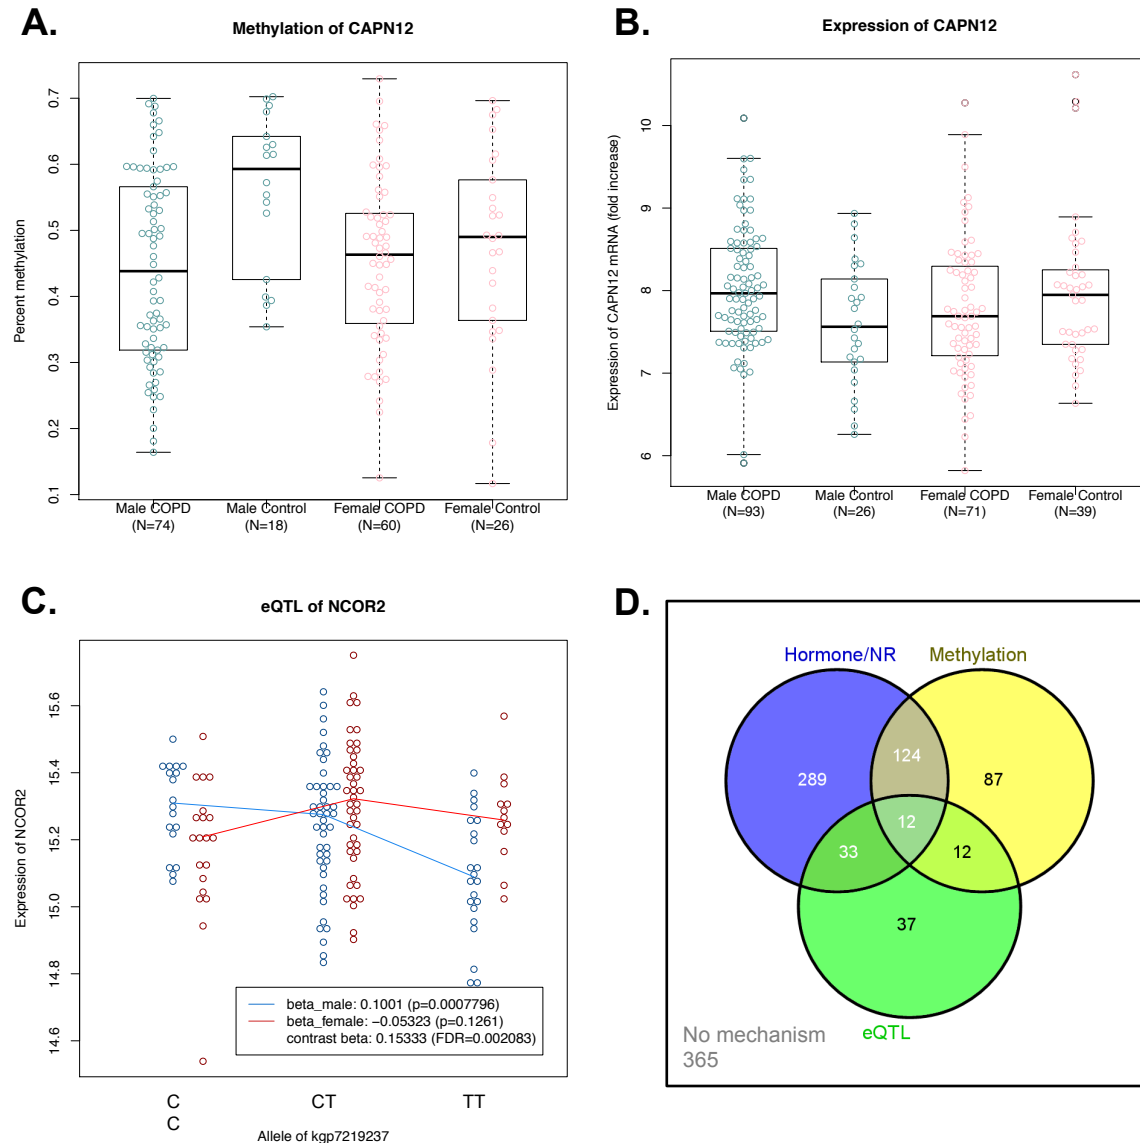 A.
Methylation of CAPN12
Percent methylation
0.7
0.6
0.5
0.4
0.3
0.2
0.1
Male COPD
(N=74)
Male Control
(N=18)
Female COPD
(N=60)
Female Control
(N=26)
B.
Expression of CAPN12
Expression of CAPN12 mRNA (fold increase)
10
9
8
7
6
Male COPD
(N=93)
Male Control
(N=26)
Female COPD
(N=71)
Female Control
(N=39)
C.
eQTL of NCOR2
Expression of NCOR2
15.6
15.4
15.2
15.0
14.8
14.6
beta_male: 0.1001 (p=0.0007796)
beta_female: −0.05323 (p=0.1261)
contrast beta: 0.15333 (FDR=0.002083)
C
C
CT
TT
Allele of kgp7219237
D.
Hormone/NR
Methylation
124
289
87
12
33
12
37
eQTL
No mechanism
365